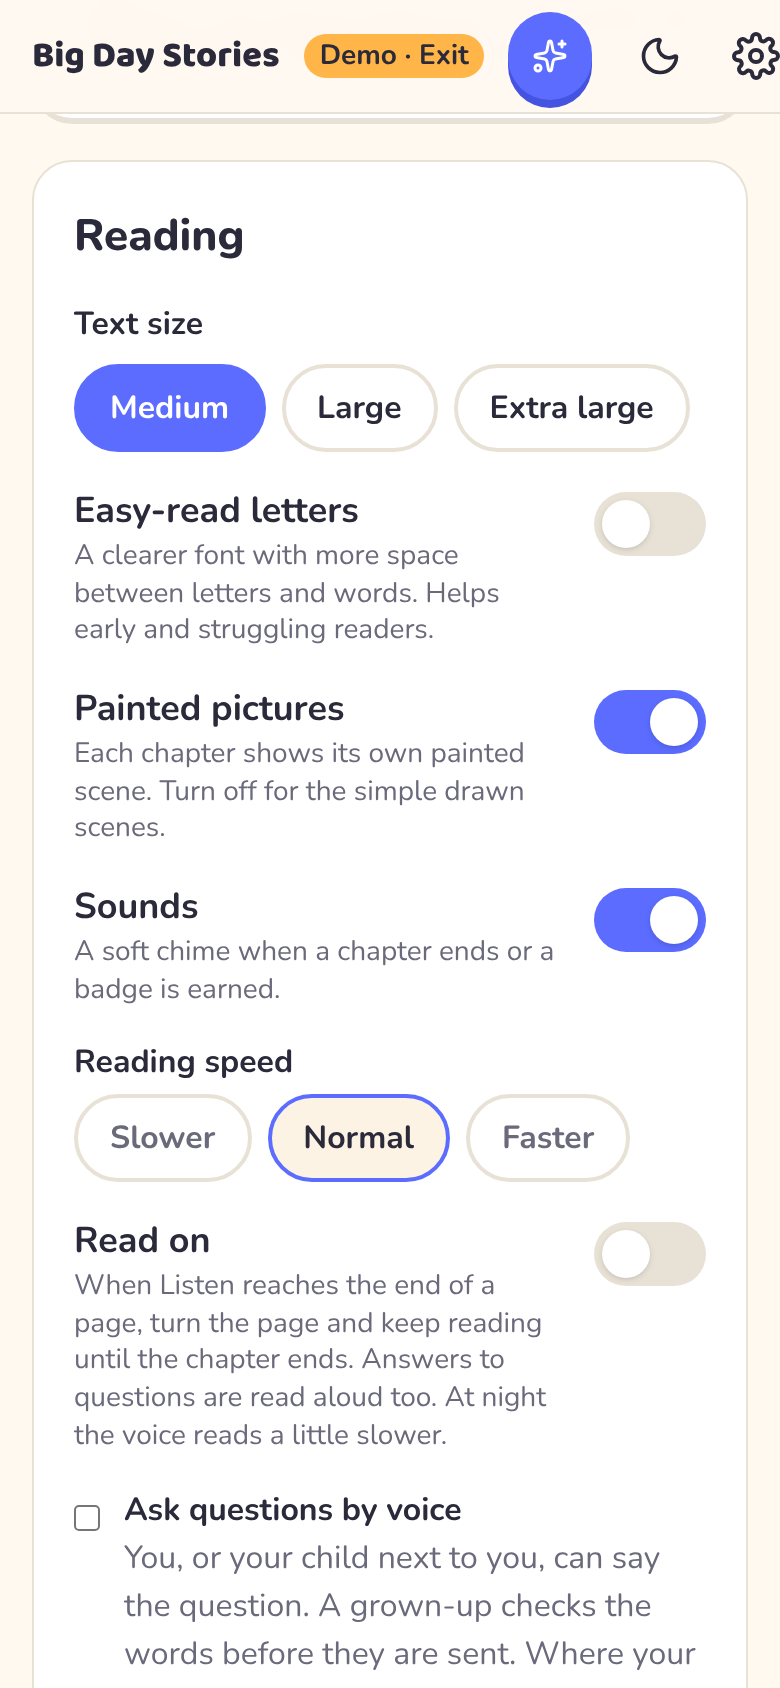 Big Day Stories
Demo · Exit
Reading
Text size
Medium
Large
Extra large
Easy-read letters
A clearer font with more space
between letters and words. Helps
early and struggling readers.
Painted pictures
Each chapter shows its own painted
scene. Turn off for the simple drawn
scenes.
Sounds
A soft chime when a chapter ends or a
badge is earned.
Reading speed
Slower
Normal
Faster
Read on
When Listen reaches the end of a
page, turn the page and keep reading
until the chapter ends. Answers to
questions are read aloud too. At night
the voice reads a little slower.
Ask questions by voice
You, or your child next to you, can say
the question. A grown-up checks the
words before they are sent. Where your